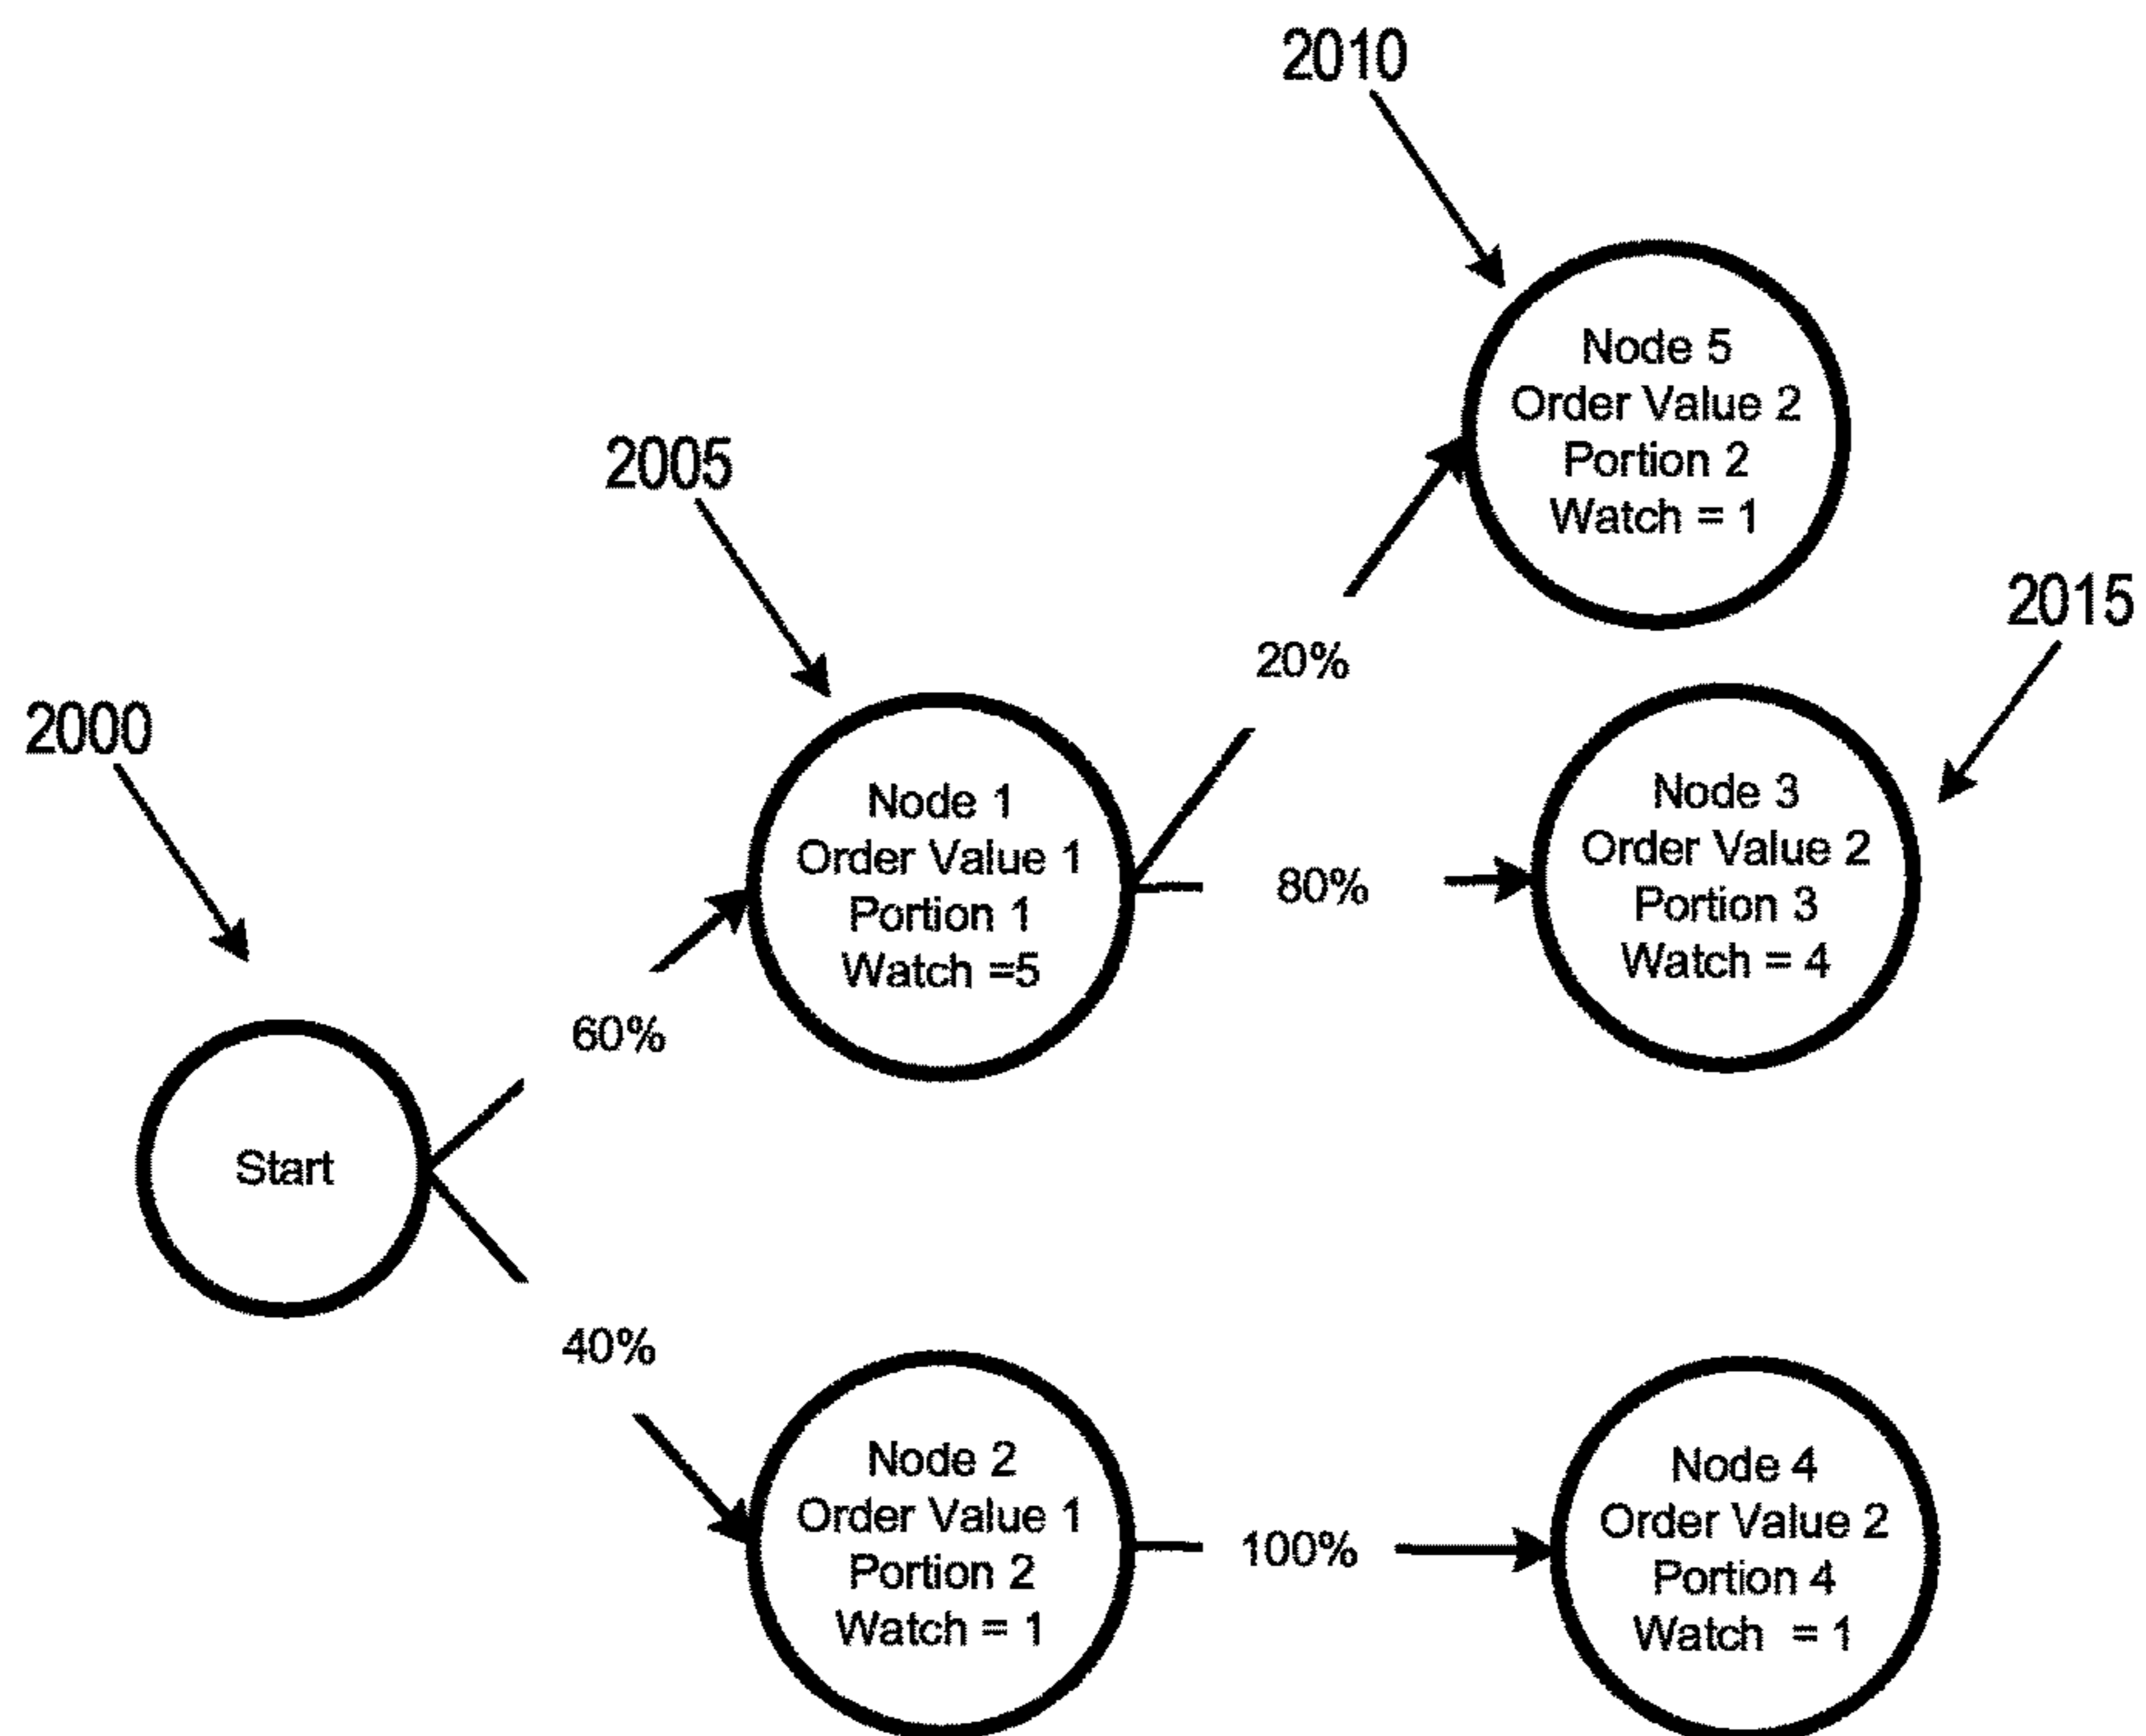 2010
Node 5
Order Value 2
Portion 2
Watch = 1
2005
2015
20%
2000
Node 1
Order Value 1
Portion 1
Watch =5
80%
Node 3
Order Value 2
Portion 3
Watch = 4
60%
Start
40%
Node 2
Order Value 1
Portion 2
Watch = 1
100%
Node 4
Order Value 2
Portion 4
Watch = 1